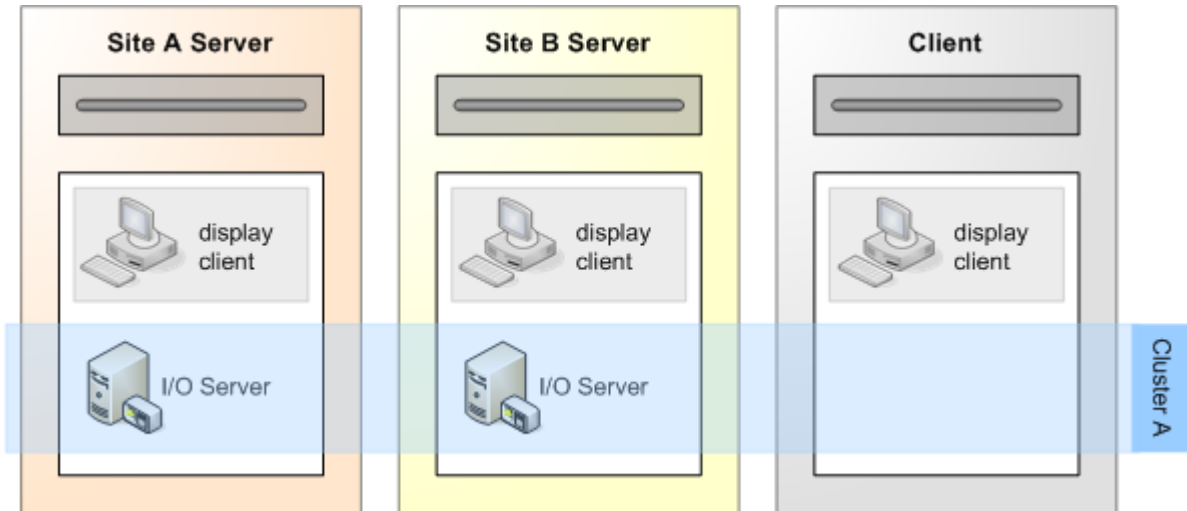 Site A Server
Site B Server
Client
display
client
display
client
display
client
I/O Server
I/O Server
Cluster A